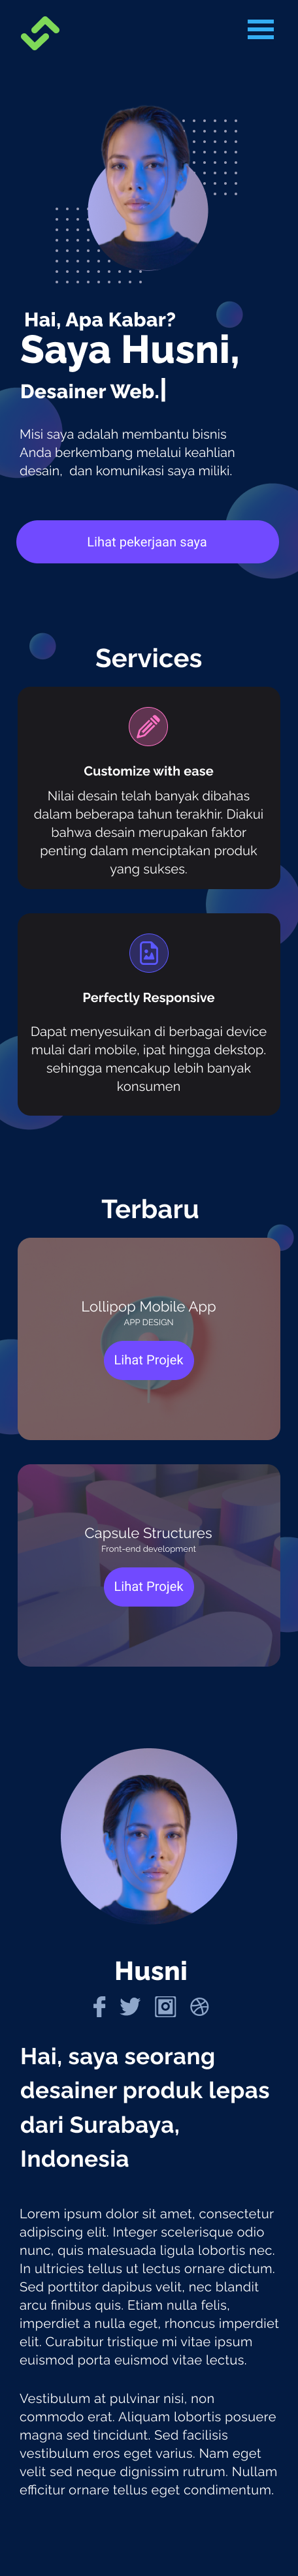 Hai, Apa Kabar?
Saya Husni,
Desainer Web.|
Misi saya adalah membantu bisnis
Anda berkembang melalui keahlian
desain,  dan komunikasi saya miliki.
Lihat pekerjaan saya
Services
Customize with ease
Nilai desain telah banyak dibahas
dalam beberapa tahun terakhir. Diakui
bahwa desain merupakan faktor
penting dalam menciptakan produk
yang sukses.
Perfectly Responsive
Dapat menyesuikan di berbagai device
mulai dari mobile, ipat hingga dekstop.
sehingga mencakup lebih banyak
konsumen
Terbaru
Lollipop Mobile App
APP DESIGN
Lihat Projek
Capsule Structures
Front-end development
Lihat Projek
Husni
Hai, saya seorang
desainer produk lepas
dari Surabaya,
Indonesia
Lorem ipsum dolor sit amet, consectetur
adipiscing elit. Integer scelerisque odio
nunc, quis malesuada ligula lobortis nec.
In ultricies tellus ut lectus ornare dictum.
Sed porttitor dapibus velit, nec blandit
arcu finibus quis. Etiam nulla felis,
imperdiet a nulla eget, rhoncus imperdiet
elit. Curabitur tristique mi vitae ipsum
euismod porta euismod vitae lectus.
Vestibulum at pulvinar nisi, non
commodo erat. Aliquam lobortis posuere
magna sed tincidunt. Sed facilisis
vestibulum eros eget varius. Nam eget
velit sed neque dignissim rutrum. Nullam
efficitur ornare tellus eget condimentum.